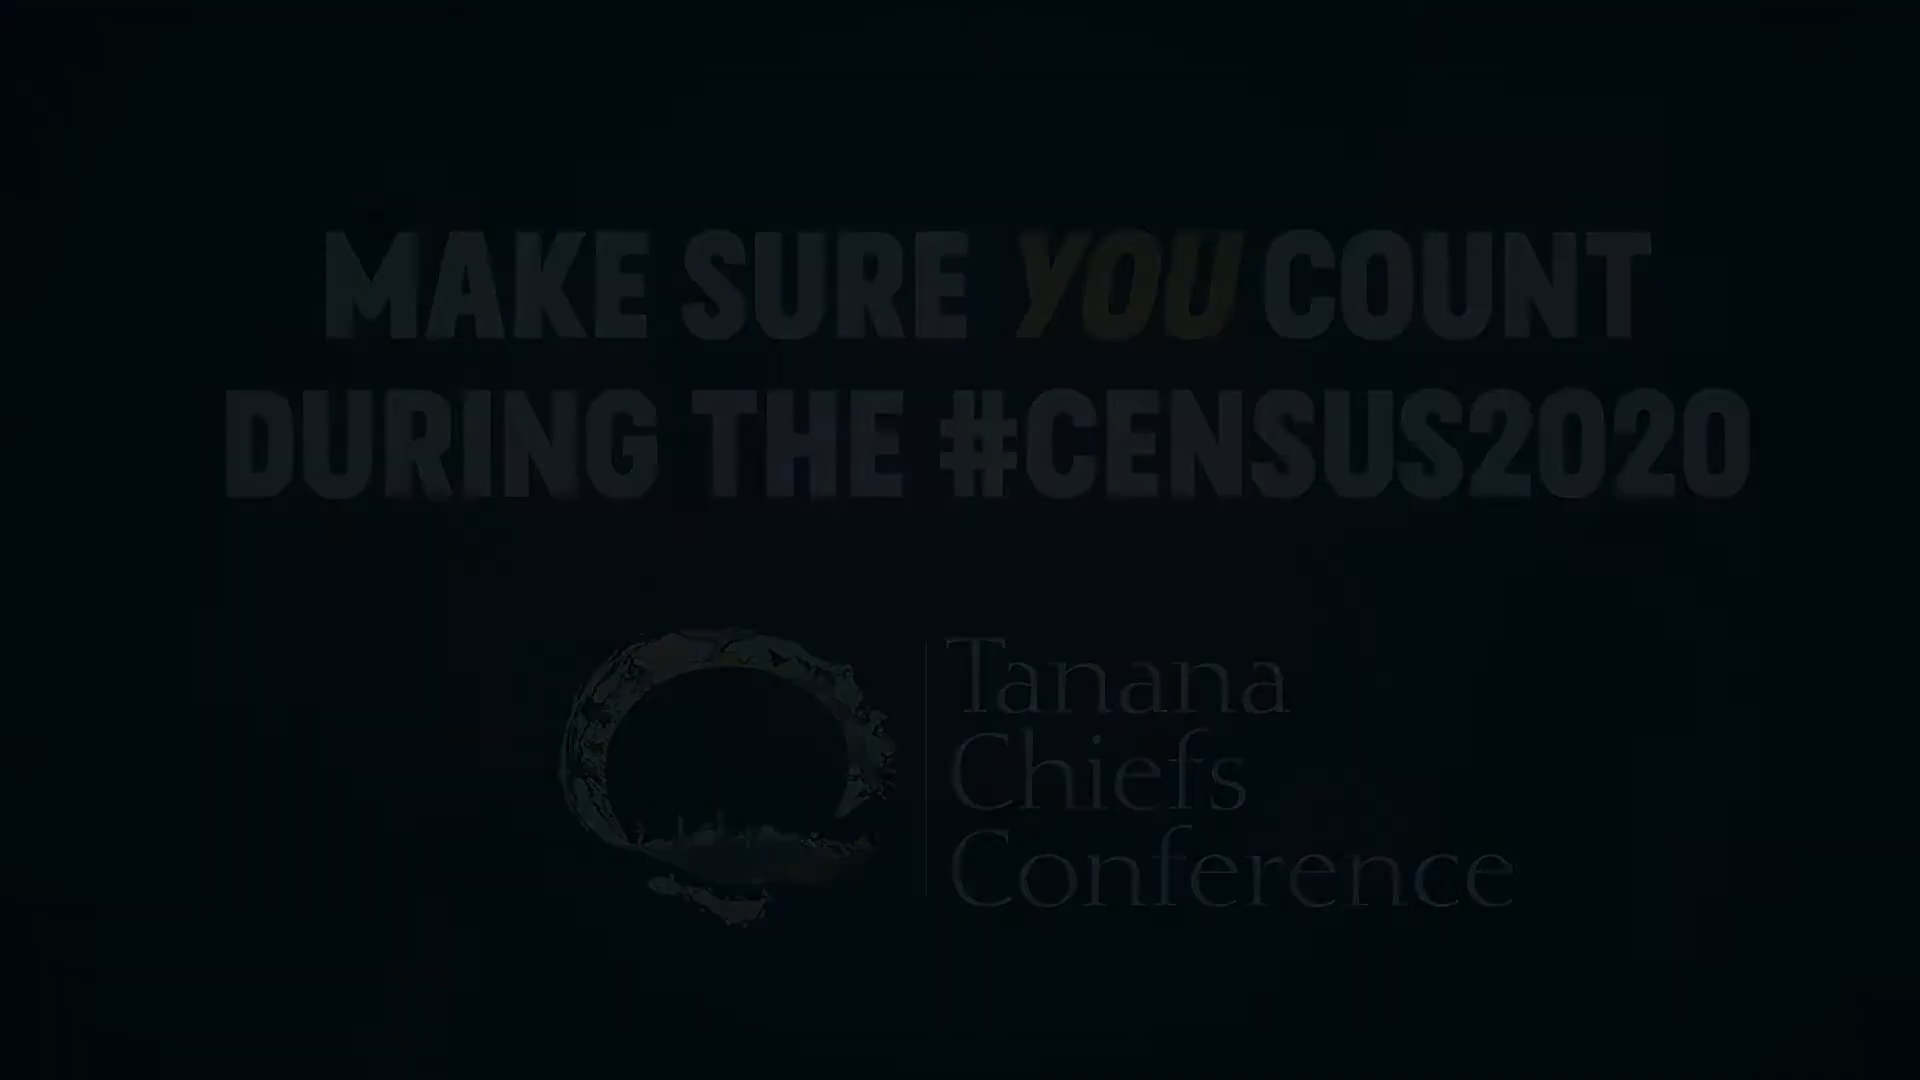 MAKE SURE YOU COUNT
DURING THE #CENSUS2020
Tanana
Chiefs
Conference